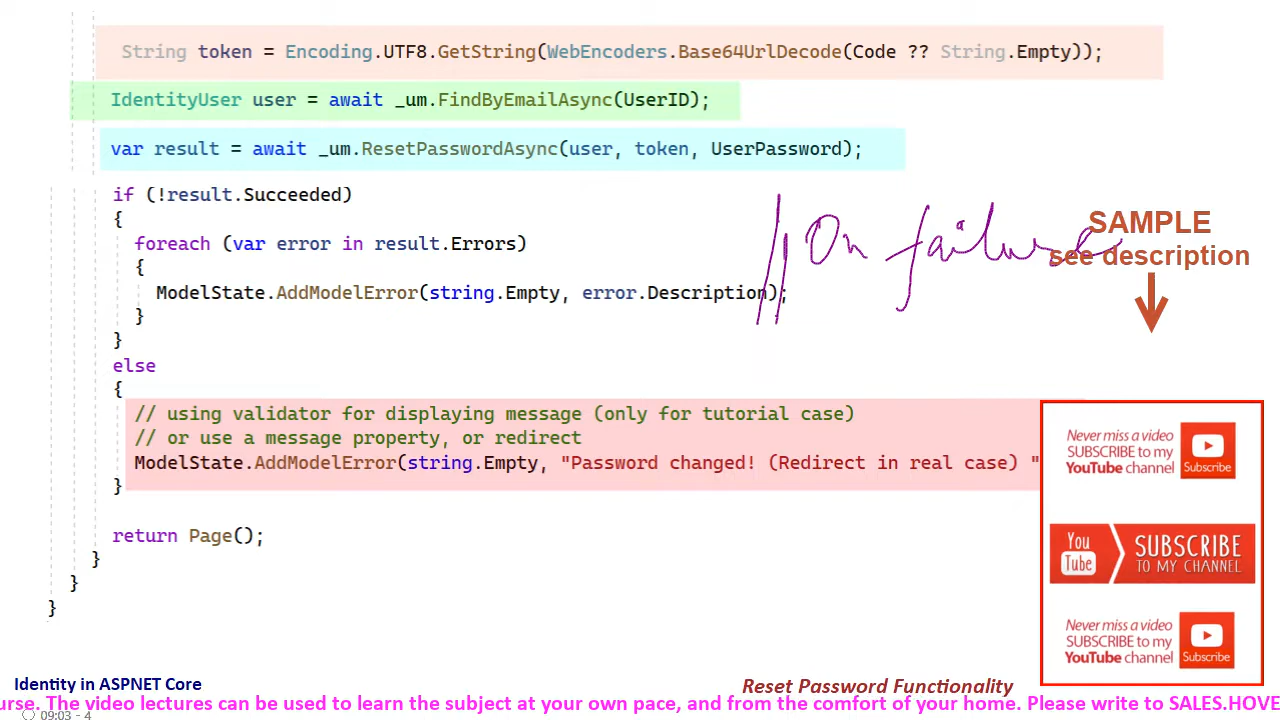 String token = Encoding.UTF8.GetString(WebEncoders.Base64UrlDecode(Code ?? String.Empty));
IdentityUser user = await _um.FindByEmailAsync(UserID);
var result = await _um.ResetPasswordAsync(user, token, UserPassword);
if (!result.Succeeded)
{
foreach (var error in result.Errors)
{
ModelState.AddModelError(string.Empty, error.Description);
}
}
// On failure
SAMPLE
see description
else
{
// using validator for displaying message (only for tutorial case)
// or use a message property, or redirect
ModelState.AddModelError(string.Empty, "Password changed! (Redirect in real case) "
}
return Page();
}
}
}
Never miss a video
SUBSCRIBE to my
YouTube channel
Subscribe
You
Tube
SUBSCRIBE
TO MY CHANNEL
Never miss a video
SUBSCRIBE to my
YouTube channel
Subscribe
Identity in ASPNET Core
Reset Password Functionality
urse. The video lectures can be used to learn the subject at your own pace, and from the comfort of your home. Please write to SALES.HOVE
09:03 - 4